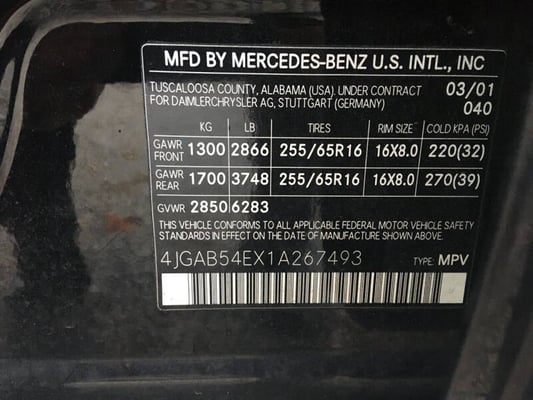 MFD BY MERCEDES-BENZ U.S. INTL., INC
TUSCALOOSA COUNTY, ALABAMA (USA). UNDER CONTRACT 03/01
FOR DAIMLERCHRYSLER AG, STUTTGART (GERMANY) 040
KG LB TIRES RIM SIZE COLD KPA (PSI)
GAWR FRONT 1300 2866 255/65R16 16X8.0 220(32)
GAWR REAR 1700 3748 255/65R16 16X8.0 270(39)
GVWR 2850 6283
THIS VEHICLE CONFORMS TO ALL APPLICABLE FEDERAL MOTOR VEHICLE SAFETY
STANDARDS IN EFFECT ON THE DATE OF MANUFACTURE SHOWN ABOVE.
4JGAB54EX1A267493 TYPE: MPV